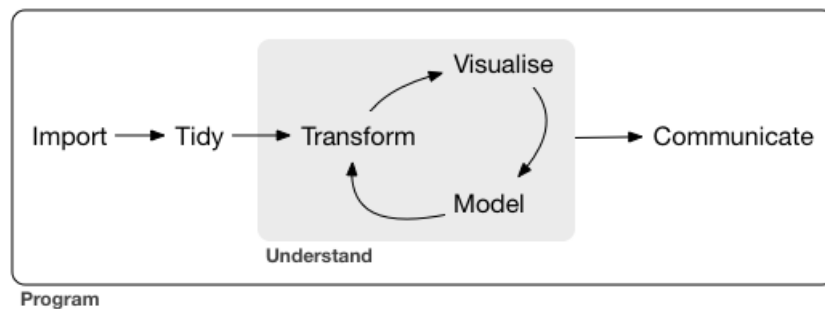 Visualise
Import
Tidy
Transform
Communicate
Model
Understand
Program